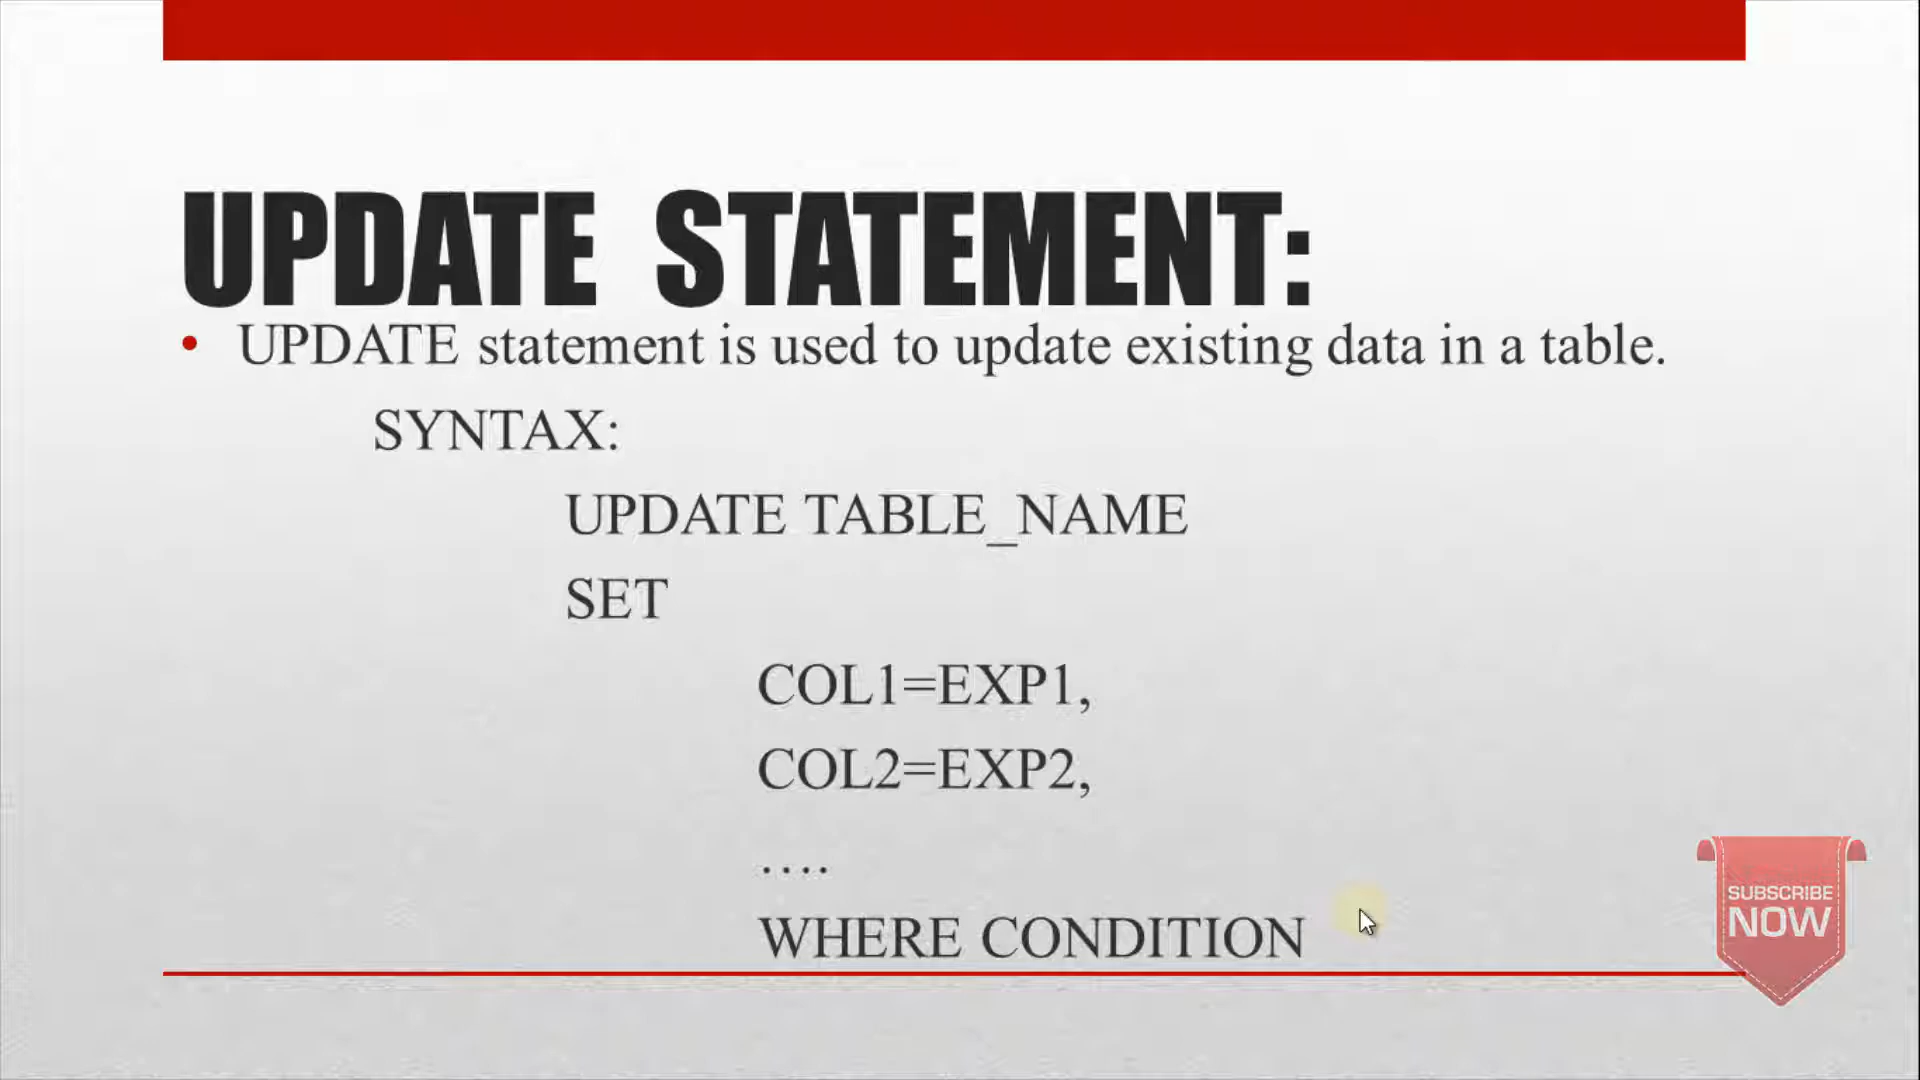 UPDATE STATEMENT:
• UPDATE statement is used to update existing data in a table.
SYNTAX:
UPDATE TABLE_NAME
SET
COL1=EXP1,
COL2=EXP2,
....
WHERE CONDITION
SUBSCRIBE
NOW